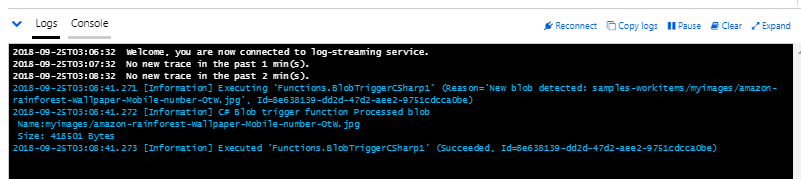 Logs Console Reconnect Copy logs Pause Clear Expand
2018-09-25T03:06:32 Welcome, you are now connected to log-streaming service.
2018-09-25T03:07:32 No new trace in the past 1 min(s).
2018-09-25T03:08:32 No new trace in the past 2 min(s).
2018-09-25T03:08:41.271 [Information] Executing 'Functions.BlobTriggerCSharp1' (Reason='New blob detected: samples-workitems/myimages/amazon-
rainforest-Wallpaper-Mobile-number-OtW.jpg', Id=8e638139-dd2d-47d2-aee2-9751cdcca0be)
2018-09-25T03:08:41.272 [Information] C# Blob trigger function Processed blob
Name:myimages/amazon-rainforest-Wallpaper-Mobile-number-OtW.jpg
Size: 418501 Bytes
2018-09-25T03:08:41.273 [Information] Executed 'Functions.BlobTriggerCSharp1' (Succeeded, Id=8e638139-dd2d-47d2-aee2-9751cdcca0be)